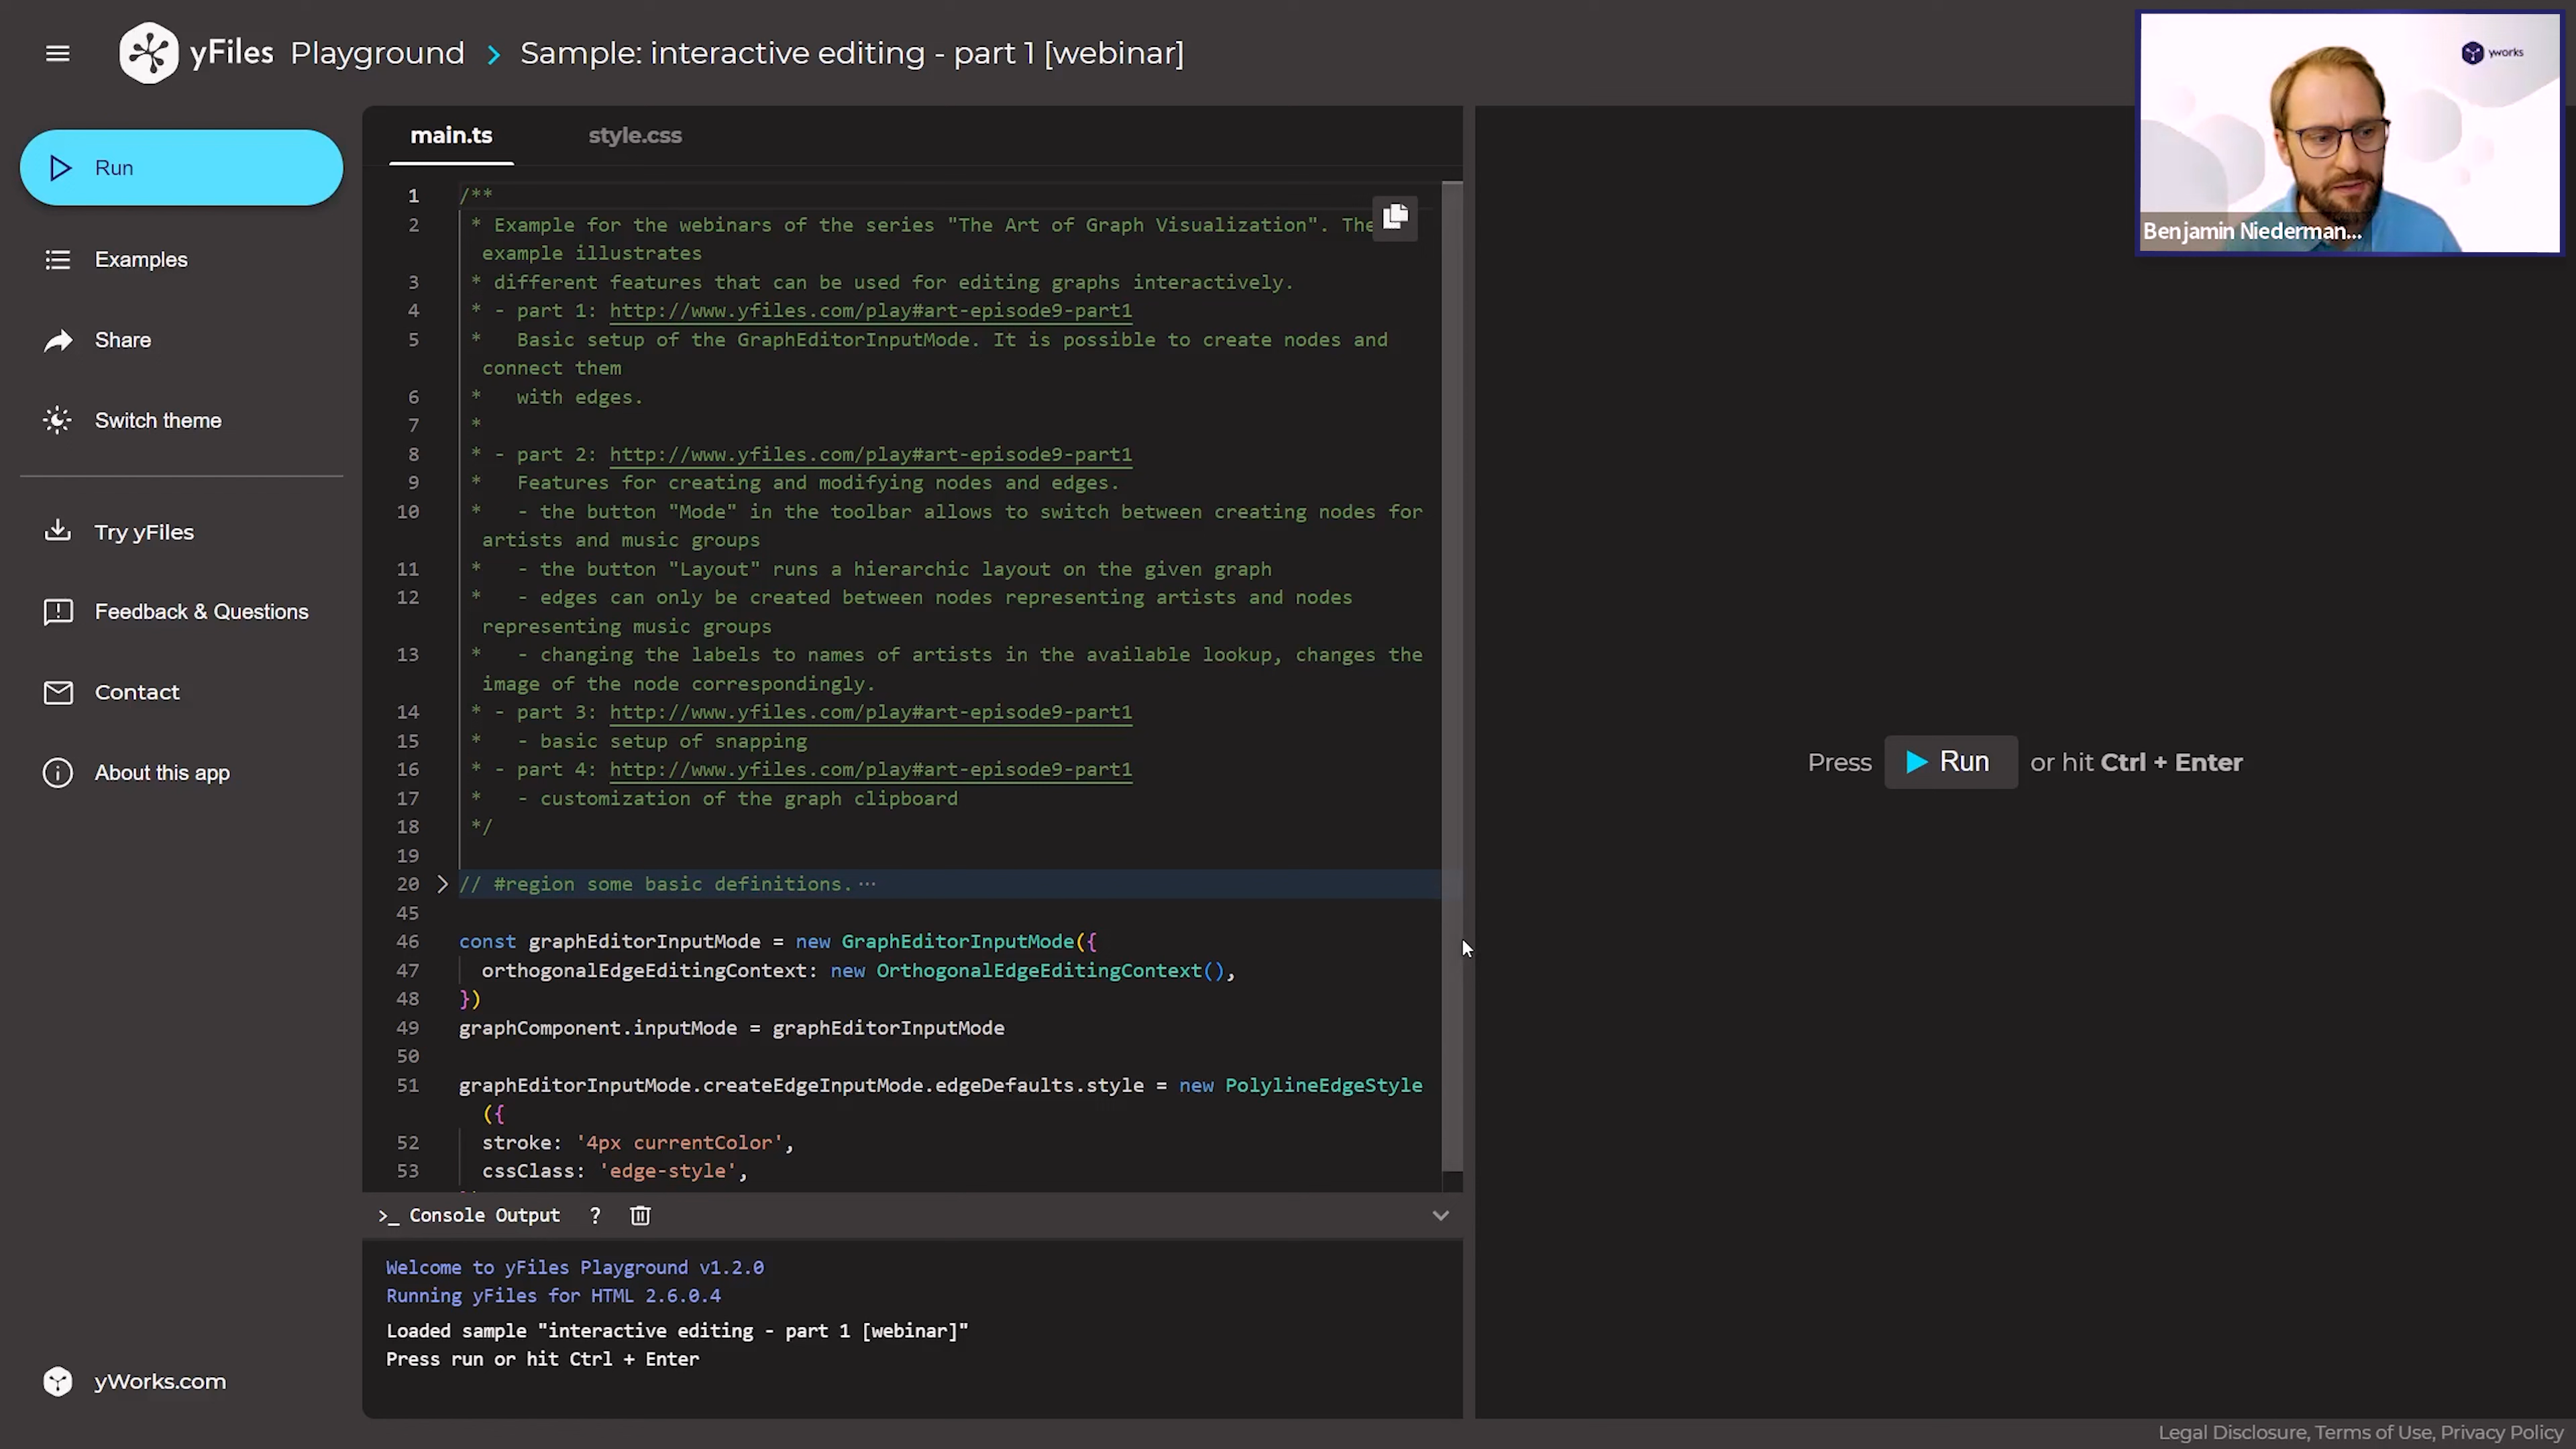 yFiles Playground > Sample: interactive editing - part 1 [webinar]
yworks
Benjamin Niederman...
Run
Examples
Share
Switch theme
Try yFiles
Feedback & Questions
Contact
About this app
yWorks.com
main.ts
style.css
1 /**
2 * Example for the webinars of the series "The Art of Graph Visualization". The
example illustrates
3 * different features that can be used for editing graphs interactively.
4 * - part 1: http://www.yfiles.com/play#art-episode9-part1
5 *   Basic setup of the GraphEditorInputMode. It is possible to create nodes and
connect them
6 *   with edges.
7 *
8 * - part 2: http://www.yfiles.com/play#art-episode9-part1
9 *   Features for creating and modifying nodes and edges.
10 *   - the button "Mode" in the toolbar allows to switch between creating nodes for
artists and music groups
11 *   - the button "Layout" runs a hierarchic layout on the given graph
12 *   - edges can only be created between nodes representing artists and nodes
representing music groups
13 *   - changing the labels to names of artists in the available lookup, changes the
image of the node correspondingly.
14 * - part 3: http://www.yfiles.com/play#art-episode9-part1
15 *   - basic setup of snapping
16 * - part 4: http://www.yfiles.com/play#art-episode9-part1
17 *   - customization of the graph clipboard
18 */
19
20 // #region some basic definitions. ···
45
46 const graphEditorInputMode = new GraphEditorInputMode({
47   orthogonalEdgeEditingContext: new OrthogonalEdgeEditingContext(),
48 })
49 graphComponent.inputMode = graphEditorInputMode
50
51 graphEditorInputMode.createEdgeInputMode.edgeDefaults.style = new PolylineEdgeStyle
({
52   stroke: '4px currentColor',
53   cssClass: 'edge-style',
>_ Console Output ?
Welcome to yFiles Playground v1.2.0
Running yFiles for HTML 2.6.0.4
Loaded sample "interactive editing - part 1 [webinar]"
Press run or hit Ctrl + Enter
Press Run or hit Ctrl + Enter
Legal Disclosure, Terms of Use, Privacy Policy